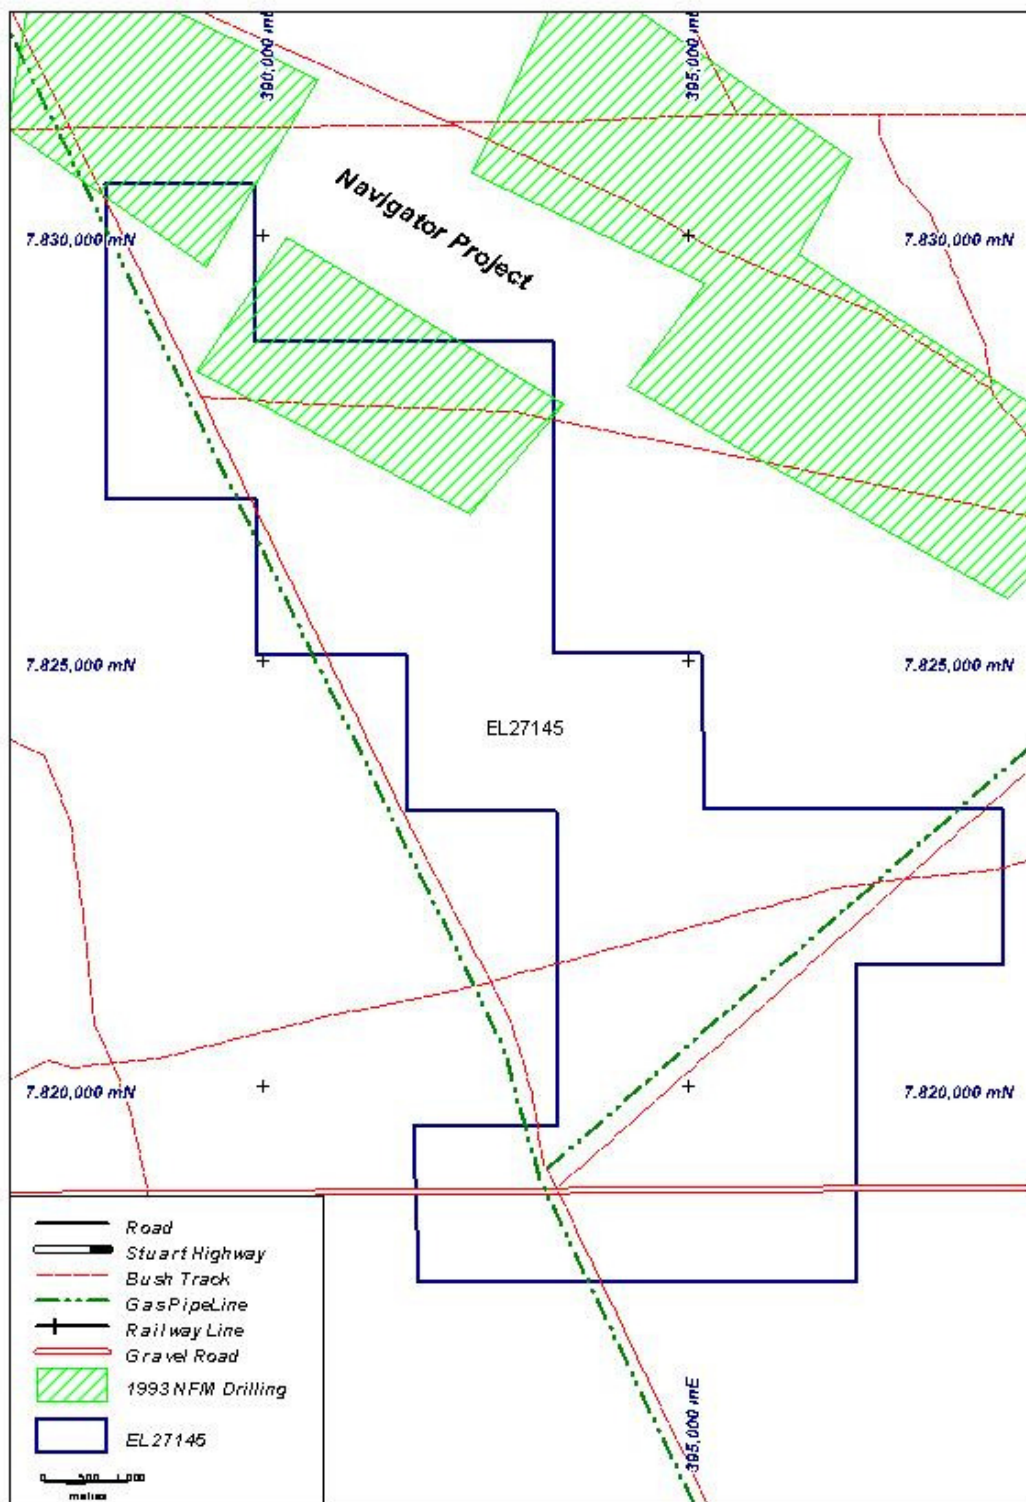 390,000 mE
395,000 mE
Navigator Project
7.830,000 mN
7.830,000 mN
7.825,000 mN
7.825,000 mN
EL27145
7.820,000 mN
7.820,000 mN
Road
Stuart Highway
Bush Track
GasPipeLine
Railway Line
Gravel Road
1993 NFM Drilling
EL27145
0 500 1,000
metres
395,000 mE